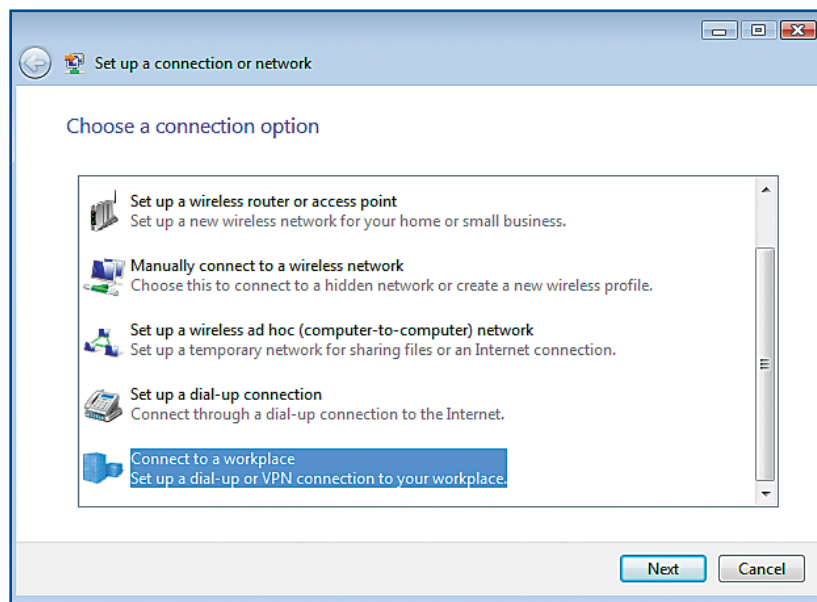 Set up a connection or network
Choose a connection option
Set up a wireless router or access point
Set up a new wireless network for your home or small business.
Manually connect to a wireless network
Choose this to connect to a hidden network or create a new wireless profile.
Set up a wireless ad hoc (computer-to-computer) network
Set up a temporary network for sharing files or an Internet connection.
Set up a dial-up connection
Connect through a dial-up connection to the Internet.
Connect to a workplace
Set up a dial-up or VPN connection to your workplace.
Next Cancel